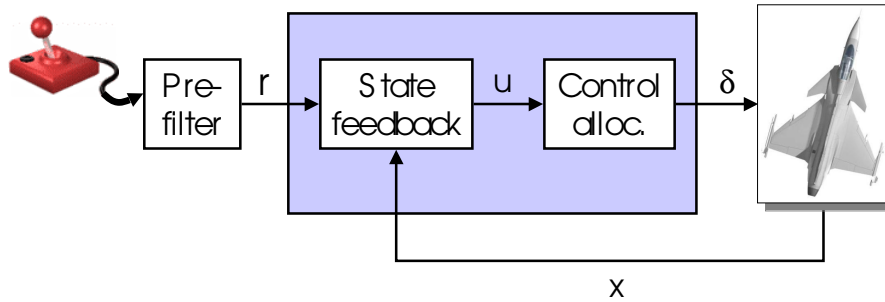 Pre-
filter
r
State
feedback
u
Control
alloc.
δ
x